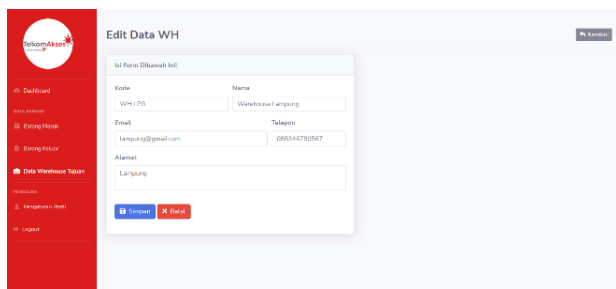 TelkomAkses
Edit Data WH
Kembali
Isi Form Dibawah Ini!
Dashboard
Barang Masuk
Barang Keluar
Data Warehouse Tujuan
Pengaturan Profil
Logout
Kode
Nama
WH LPG
Warehouse Lampung
Email
Telepon
lampung@gmail.com
085346780567
Alamat
Lampung
Simpan
Batal